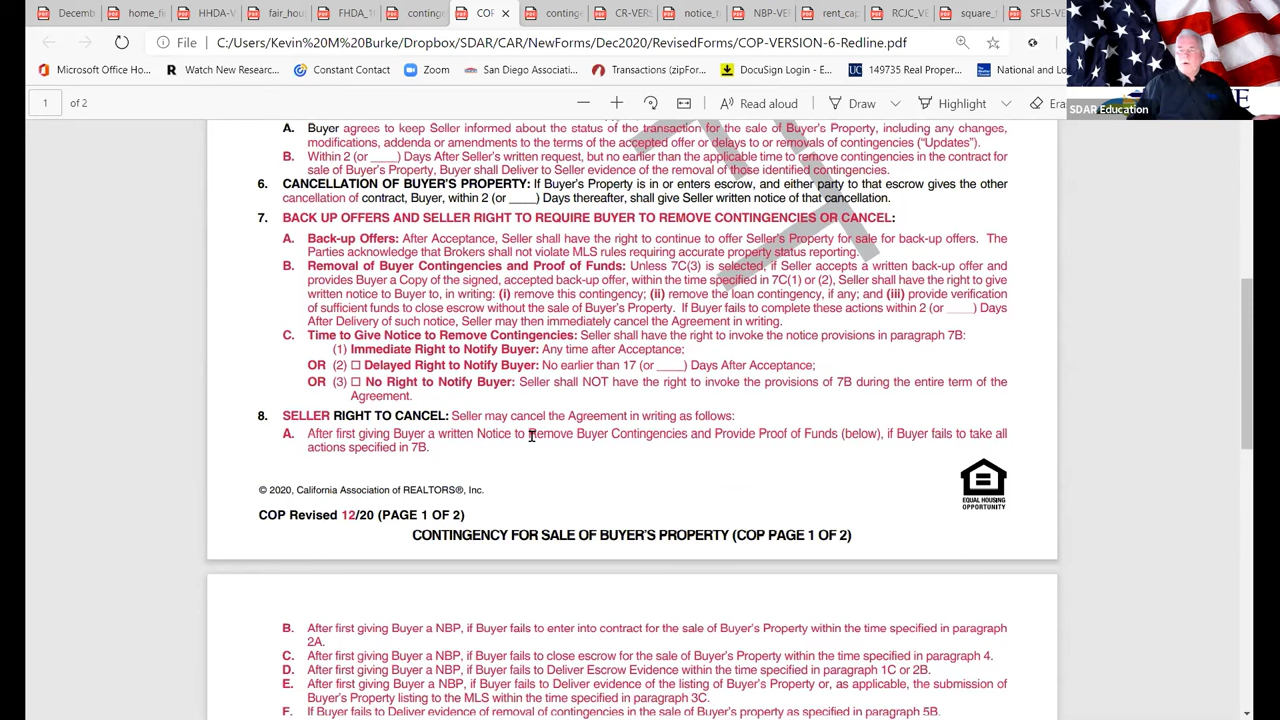 Decemb
home_fi
HHDA-V
fair_hou
FHDA_1
conting
COP
conting
CR-VER
notice_t
NBP-VE
rent_cap
RCJC_VE
square_f
SFLS-VE
File C:/Users/Kevin%20M%20Burke/Dropbox/SDAR/CAR/NewForms/Dec2020/RevisedForms/COP-VERSION-6-Redline.pdf
Microsoft Office Ho... Watch New Researc... Constant Contact Zoom San Diego Associati... Transactions (zipFor... DocuSign Login - E... 149735 Real Proper... National and Lo
SDAR Education
1 of 2 Read aloud Draw Highlight Era
A. Buyer agrees to keep Seller informed about the status of the transaction for the sale of Buyer's Property, including any changes,
modifications, addenda or amendments to the terms of the accepted offer or delays to or removals of contingencies ("Updates").
B. Within 2 (or ____) Days After Seller's written request, but no earlier than the applicable time to remove contingencies in the contract for
sale of Buyer's Property, Buyer shall Deliver to Seller evidence of the removal of those identified contingencies.
6. CANCELLATION OF BUYER'S PROPERTY: If Buyer's Property is in or enters escrow, and either party to that escrow gives the other
cancellation of contract, Buyer, within 2 (or ____) Days thereafter, shall give Seller written notice of that cancellation.
7. BACK UP OFFERS AND SELLER RIGHT TO REQUIRE BUYER TO REMOVE CONTINGENCIES OR CANCEL:
A. Back-up Offers: After Acceptance, Seller shall have the right to continue to offer Seller's Property for sale for back-up offers. The
Parties acknowledge that Brokers shall not violate MLS rules requiring accurate property status reporting.
B. Removal of Buyer Contingencies and Proof of Funds: Unless 7C(3) is selected, if Seller accepts a written back-up offer and
provides Buyer a Copy of the signed, accepted back-up offer, within the time specified in 7C(1) or (2), Seller shall have the right to give
written notice to Buyer to, in writing: (i) remove this contingency; (ii) remove the loan contingency, if any; and (iii) provide verification
of sufficient funds to close escrow without the sale of Buyer's Property. If Buyer fails to complete these actions within 2 (or ____) Days
After Delivery of such notice, Seller may then immediately cancel the Agreement in writing.
C. Time to Give Notice to Remove Contingencies: Seller shall have the right to invoke the notice provisions in paragraph 7B:
(1) Immediate Right to Notify Buyer: Any time after Acceptance;
OR (2) ☐ Delayed Right to Notify Buyer: No earlier than 17 (or ____) Days After Acceptance;
OR (3) ☐ No Right to Notify Buyer: Seller shall NOT have the right to invoke the provisions of 7B during the entire term of the
Agreement.
8. SELLER RIGHT TO CANCEL: Seller may cancel the Agreement in writing as follows:
A. After first giving Buyer a written Notice to Remove Buyer Contingencies and Provide Proof of Funds (below), if Buyer fails to take all
actions specified in 7B.
EQUAL HOUSING
OPPORTUNITY
© 2020, California Association of REALTORS®, Inc.
COP Revised 12/20 (PAGE 1 OF 2)
CONTINGENCY FOR SALE OF BUYER'S PROPERTY (COP PAGE 1 OF 2)
B. After first giving Buyer a NBP, if Buyer fails to enter into contract for the sale of Buyer's Property within the time specified in paragraph
2A.
C. After first giving Buyer a NBP, if Buyer fails to close escrow for the sale of Buyer's Property within the time specified in paragraph 4.
D. After first giving Buyer a NBP, if Buyer fails to Deliver Escrow Evidence within the time specified in paragraph 1C or 2B.
E. After first giving Buyer a NBP, if Buyer fails to Deliver evidence of the listing of Buyer's Property or, as applicable, the submission of
Buyer's Property listing to the MLS within the time specified in paragraph 3C.
F. If Buyer fails to Deliver evidence of removal of contingencies in the sale of Buyer's property as specified in paragraph 5B.